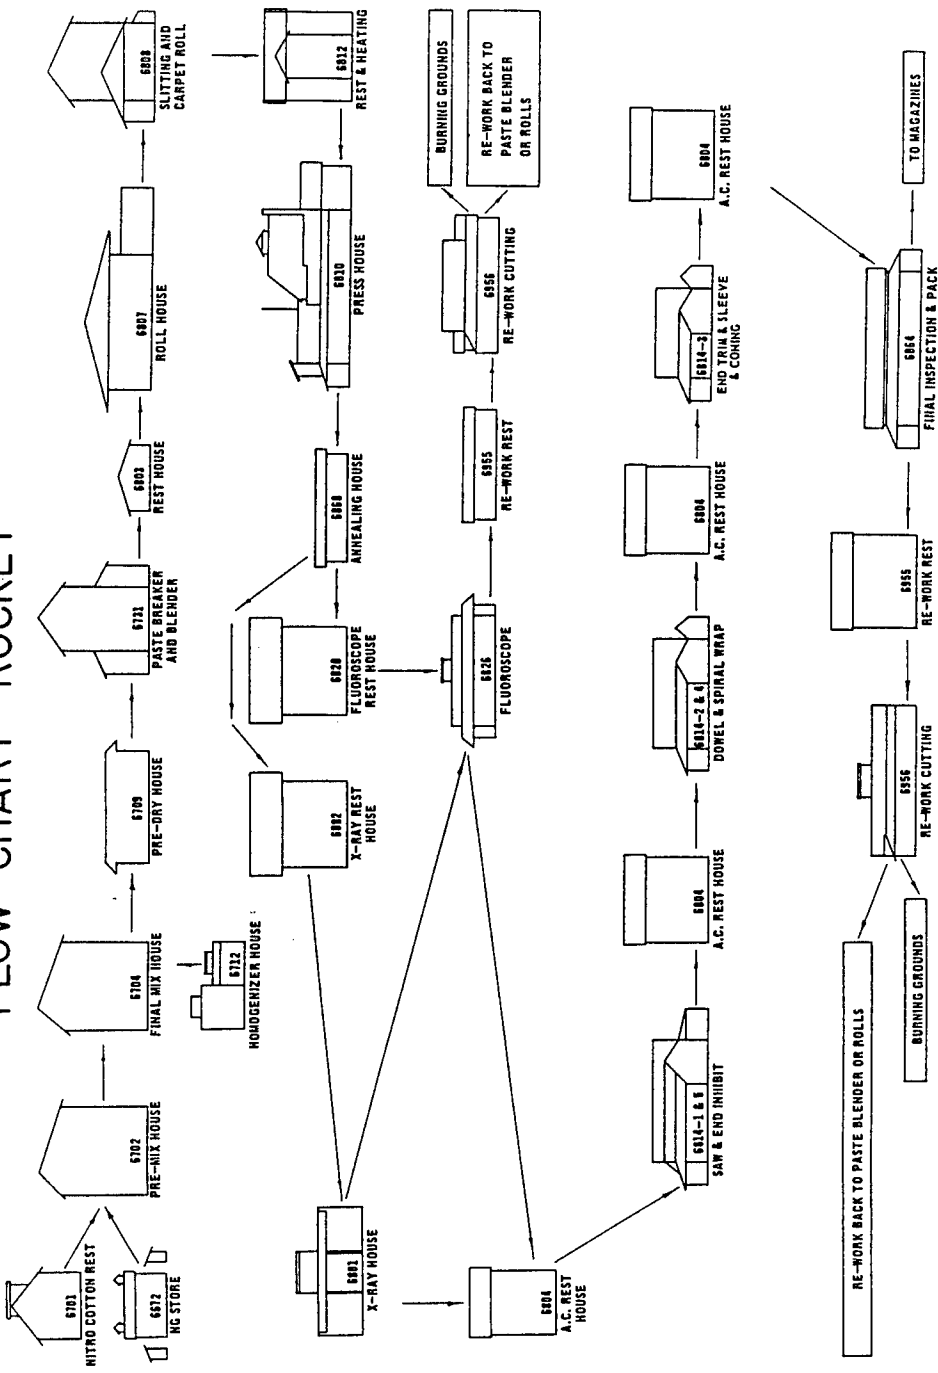 FLOW CHART ROCKET
6701
NITRO COTTON REST
6672
NG STORE
6702
PRE-MIX HOUSE
6704
FINAL MIX HOUSE
6712
HOMOGENIZER HOUSE
6709
PRE-DRY HOUSE
6711
PASTE BREAKER
AND BLENDER
6803
REST HOUSE
6807
ROLL HOUSE
6808
SLITTING AND
CARPET ROLL
6812
REST & HEATING
6810
PRESS HOUSE
6868
ANNEALING HOUSE
6820
FLUOROSCOPE
REST HOUSE
6882
X-RAY REST
HOUSE
6801
X-RAY HOUSE
6826
FLUOROSCOPE
6955
RE-WORK REST
6956
RE-WORK CUTTING
BURNING GROUNDS
RE-WORK BACK TO
PASTE BLENDER
OR ROLLS
6804
A.C. REST
HOUSE
6814-1 & 5
SAW & END INHIBIT
6804
A.C. REST HOUSE
6814-2 & 4
DOWEL & SPIRAL WRAP
6804
A.C. REST HOUSE
6814-3
END TRIM & SLEEVE
& CONING
6804
A.C. REST HOUSE
6864
FINAL INSPECTION & PACK
TO MAGAZINES
6955
RE-WORK REST
6956
RE-WORK CUTTING
RE-WORK BACK TO PASTE BLENDER OR ROLLS
BURNING GROUNDS